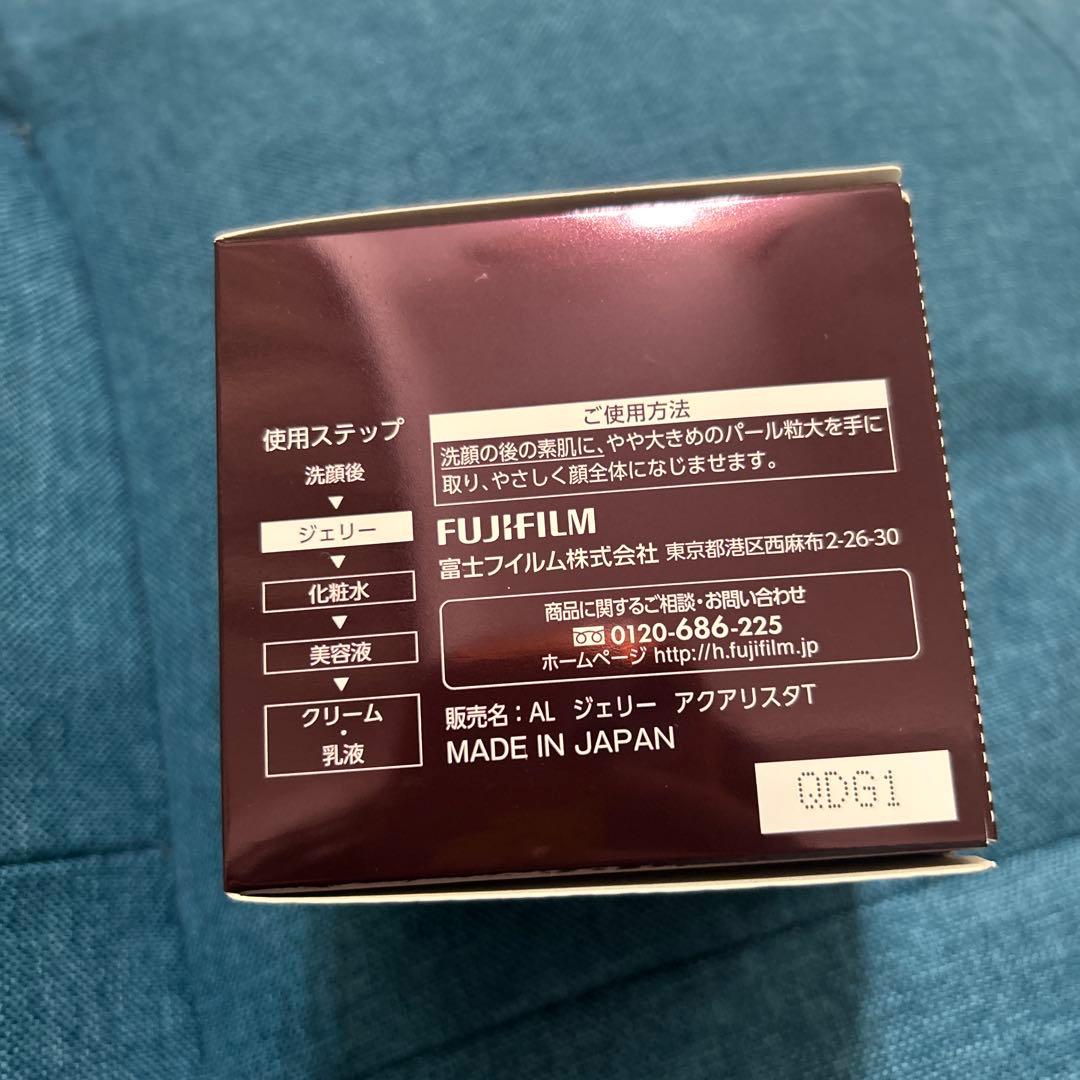 使用ステップ
洗顔後
▼
ジェリー
▼
化粧水
▼
美容液
▼
クリーム
・
乳液
ご使用方法
洗顔の後の素肌に、やや大きめのパール粒大を手に
取り、やさしく顔全体になじませます。
FUJIFILM
富士フイルム株式会社 東京都港区西麻布2-26-30
商品に関するご相談・お問い合わせ
0120-686-225
ホームページ http://h.fujifilm.jp
販売名：AL ジェリー アクアリスタT
MADE IN JAPAN
QDG1